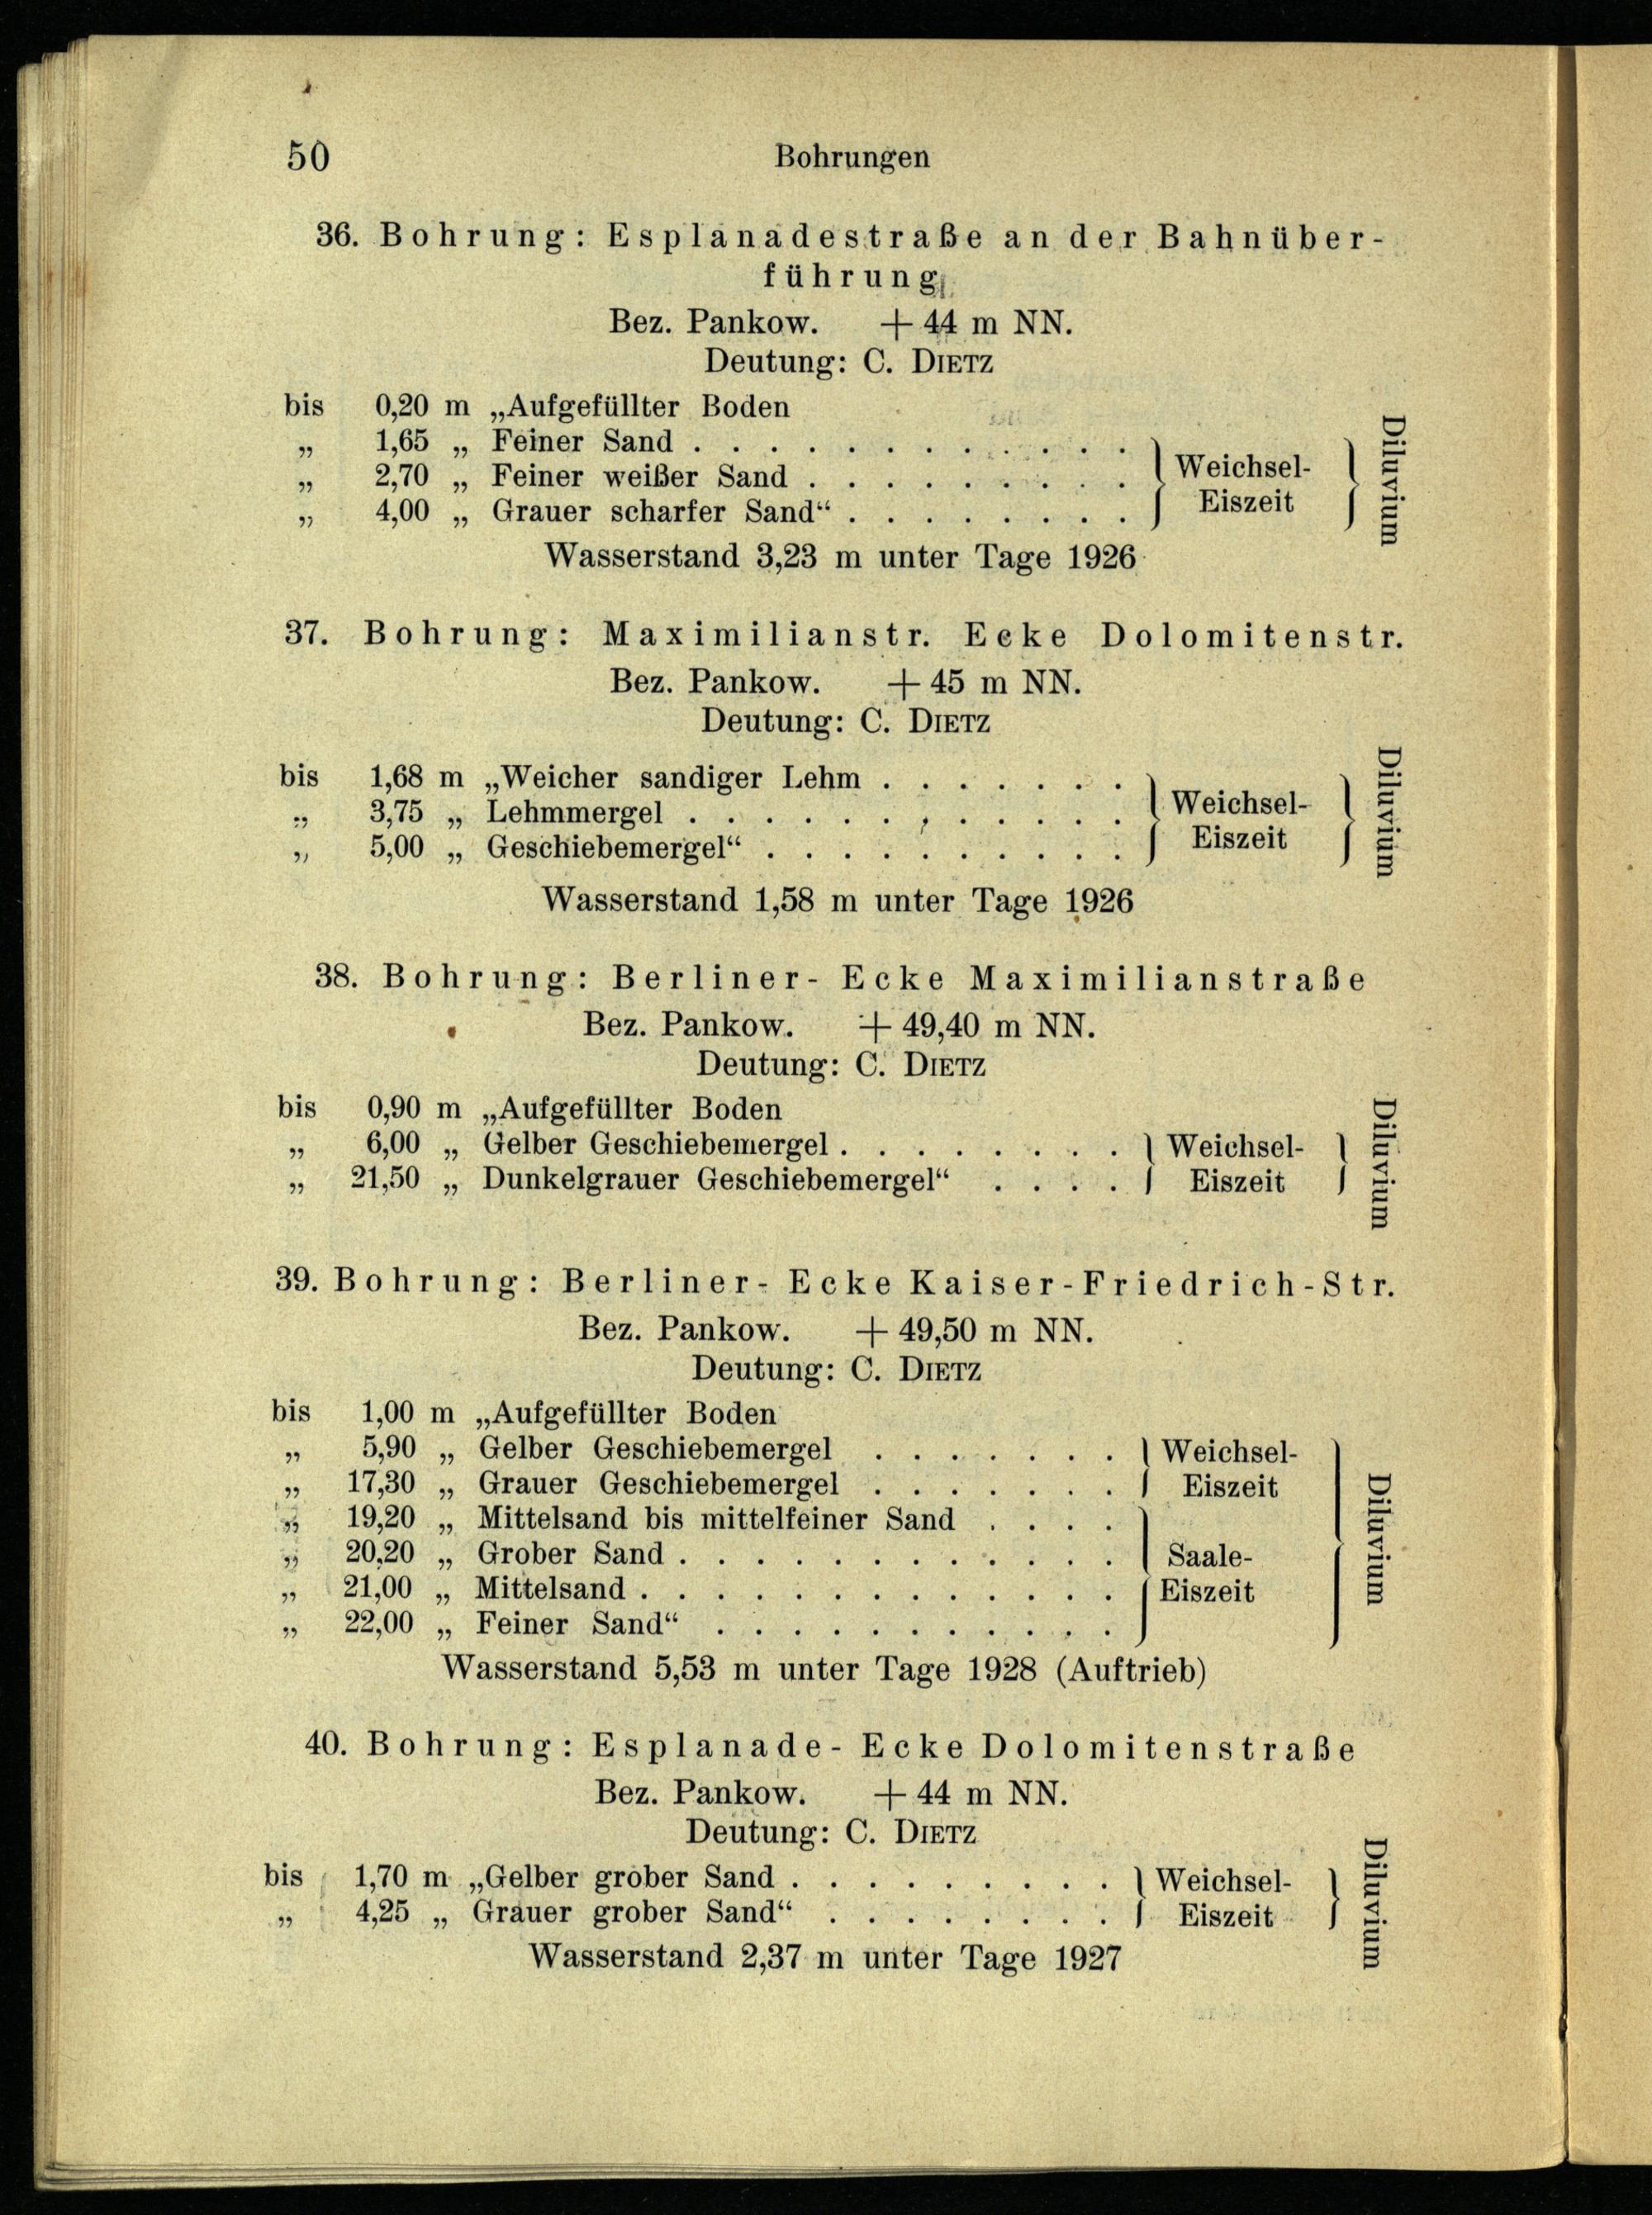 50 Bohrungen
36. Bohrung: Esplanadestraße an der Bahnüber-
führung
Bez. Pankow. + 44 m NN.
Deutung: C. DIETZ
bis 0,20 m „Aufgefüllter Boden
„ 1,65 „ Feiner Sand . . . . . . . . . . . .
„ 2,70 „ Feiner weißer Sand . . . . . . . . . } Weichsel- } Diluvium
„ 4,00 „ Grauer scharfer Sand“ . . . . . . . . Eiszeit
Wasserstand 3,23 m unter Tage 1926
37. Bohrung: Maximilianstr. Ecke Dolomitenstr.
Bez. Pankow. + 45 m NN.
Deutung: C. DIETZ
bis 1,68 m „Weicher sandiger Lehm . . . . . . .
„ 3,75 „ Lehmmergel . . . . . . . . . . . . } Weichsel- } Diluvium
„ 5,00 „ Geschiebemergel“ . . . . . . . . . . Eiszeit
Wasserstand 1,58 m unter Tage 1926
38. Bohrung: Berliner- Ecke Maximilianstraße
Bez. Pankow. + 49,40 m NN.
Deutung: C. DIETZ
bis 0,90 m „Aufgefüllter Boden
„ 6,00 „ Gelber Geschiebemergel . . . . . . . . } Weichsel- } Diluvium
„ 21,50 „ Dunkelgrauer Geschiebemergel“ . . . . Eiszeit
39. Bohrung: Berliner- Ecke Kaiser-Friedrich-Str.
Bez. Pankow. + 49,50 m NN.
Deutung: C. DIETZ
bis 1,00 m „Aufgefüllter Boden
„ 5,90 „ Gelber Geschiebemergel . . . . . . . } Weichsel-
„ 17,30 „ Grauer Geschiebemergel . . . . . . . Eiszeit
„ 19,20 „ Mittelsand bis mittelfeiner Sand . . . . } Diluvium
„ 20,20 „ Grober Sand . . . . . . . . . . . . } Saale-
„ 21,00 „ Mittelsand . . . . . . . . . . . . . Eiszeit
„ 22,00 „ Feiner Sand“ . . . . . . . . . . .
Wasserstand 5,53 m unter Tage 1928 (Auftrieb)
40. Bohrung: Esplanade- Ecke Dolomitenstraße
Bez. Pankow. + 44 m NN.
Deutung: C. DIETZ
bis 1,70 m „Gelber grober Sand . . . . . . . . . } Weichsel- } Diluvium
„ 4,25 „ Grauer grober Sand“ . . . . . . . . Eiszeit
Wasserstand 2,37 m unter Tage 1927